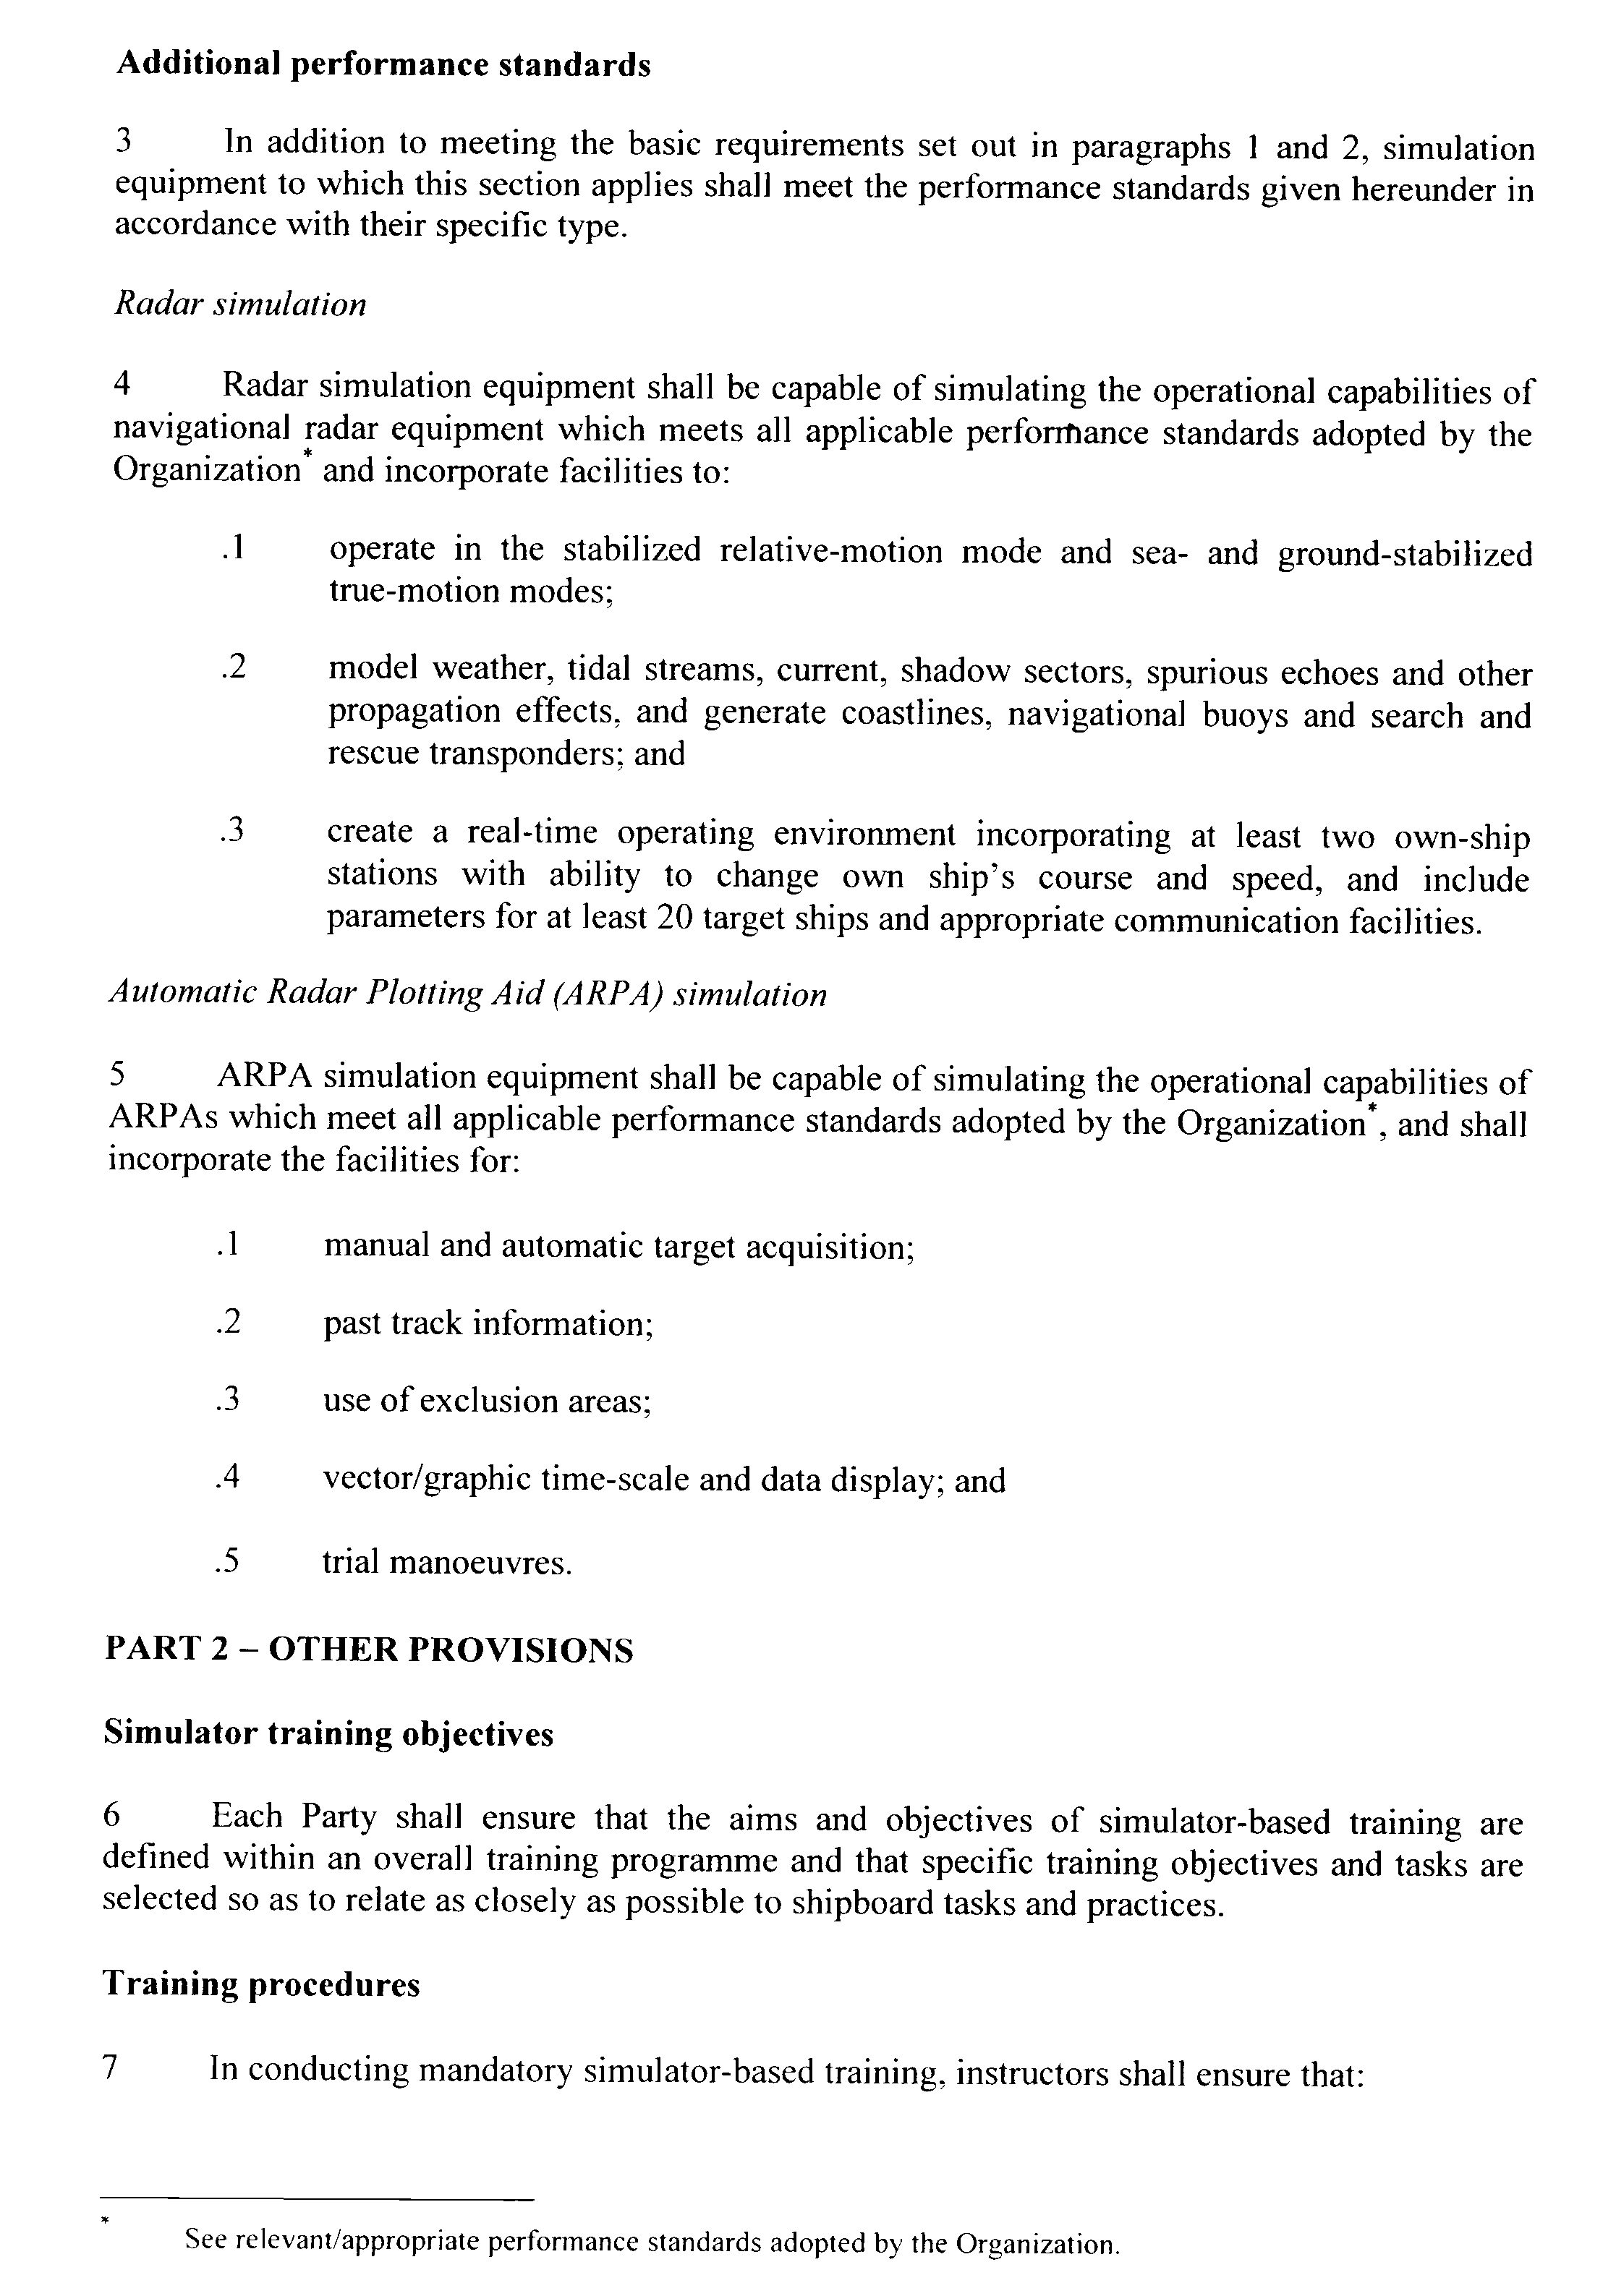 Additional performance standards
3 In addition to meeting the basic requirements set out in paragraphs 1 and 2, simulation
equipment to which this section applies shall meet the performance standards given hereunder in
accordance with their specific type.
Radar simulation
4 Radar simulation equipment shall be capable of simulating the operational capabilities of
navigational radar equipment which meets all applicable performance standards adopted by the
Organization* and incorporate facilities to:
.1 operate in the stabilized relative-motion mode and sea- and ground-stabilized
true-motion modes;
.2 model weather, tidal streams, current, shadow sectors, spurious echoes and other
propagation effects, and generate coastlines, navigational buoys and search and
rescue transponders; and
.3 create a real-time operating environment incorporating at least two own-ship
stations with ability to change own ship's course and speed, and include
parameters for at least 20 target ships and appropriate communication facilities.
Automatic Radar Plotting Aid (ARPA) simulation
5 ARPA simulation equipment shall be capable of simulating the operational capabilities of
ARPAs which meet all applicable performance standards adopted by the Organization*, and shall
incorporate the facilities for:
.1 manual and automatic target acquisition;
.2 past track information;
.3 use of exclusion areas;
.4 vector/graphic time-scale and data display; and
.5 trial manoeuvres.
PART 2 – OTHER PROVISIONS
Simulator training objectives
6 Each Party shall ensure that the aims and objectives of simulator-based training are
defined within an overall training programme and that specific training objectives and tasks are
selected so as to relate as closely as possible to shipboard tasks and practices.
Training procedures
7 In conducting mandatory simulator-based training, instructors shall ensure that:
* See relevant/appropriate performance standards adopted by the Organization.